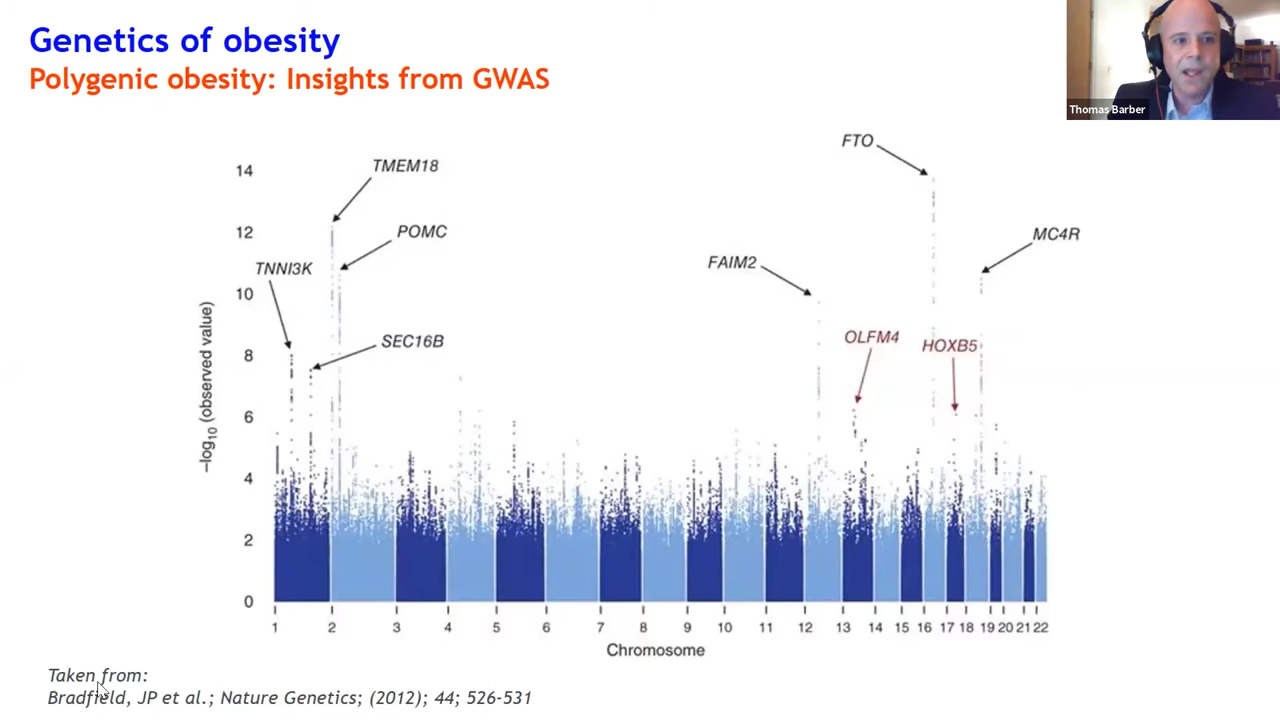 Genetics of obesity
Polygenic obesity: Insights from GWAS
Thomas Barber
FTO
TMEM18
14
POMC
MC4R
12
FAIM2
TNNI3K
10
OLFM4
HOXB5
SEC16B
8
6
4
2
0
–log10 (observed value)
1 2 3 4 5 6 7 8 9 10 11 12 13 14 15 16 17 18 19 20 21 22
Chromosome
Taken from:
Bradfield, JP et al.; Nature Genetics; (2012); 44; 526-531